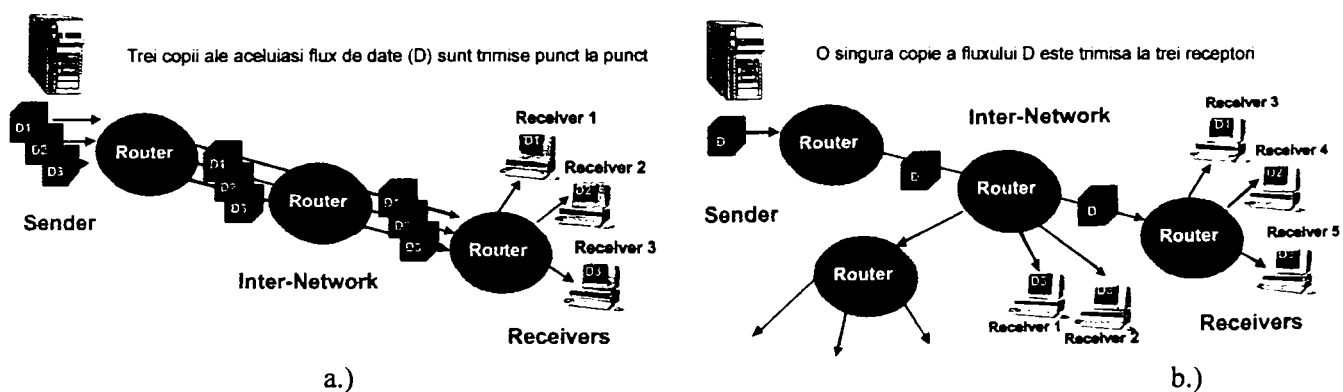 Trei copii ale aceluiasi flux de date (D) sunt trimise punct la punct
D1
D2
D3
Sender
Router
D1
D2
D3
Router
D3
Router
Inter-Network
Receiver 1
D1
Receiver 2
D2
Receiver 3
D3
Receivers
a.)
O singura copie a fluxului D este trimisa la trei receptori
D
Sender
Router
D
Inter-Network
Router
D
Router
Router
Receiver 3
D1
Receiver 4
D2
Receiver 5
Receiver 1
Receiver 2
Receivers
b.)